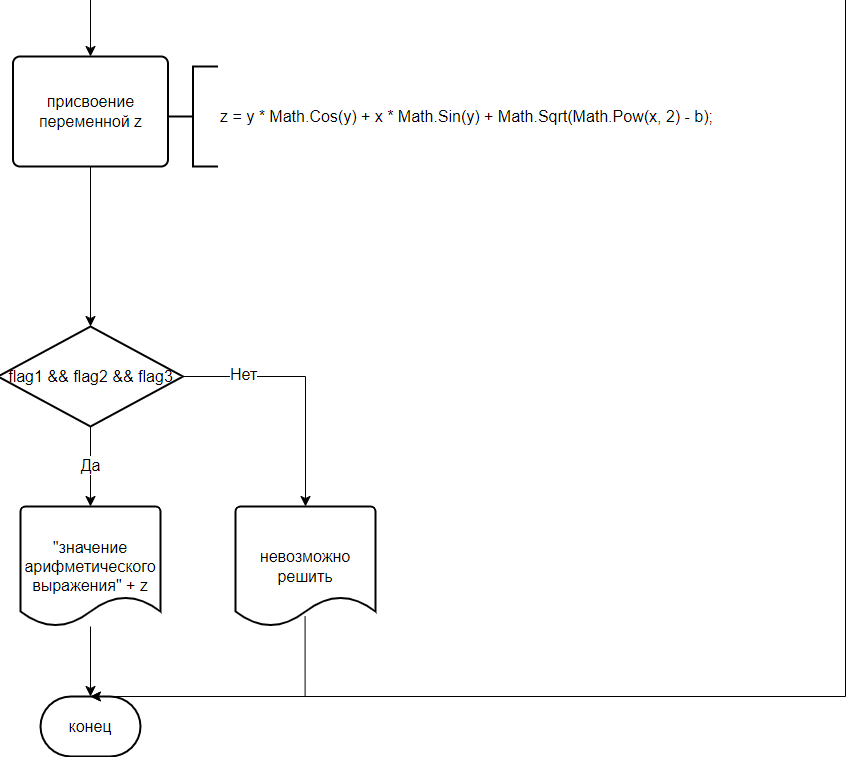 присвоение
переменной z
z = y * Math.Cos(y) + x * Math.Sin(y) + Math.Sqrt(Math.Pow(x, 2) - b);
flag1 && flag2 && flag3
Нет
Да
"значение
арифметического
выражения" + z
невозможно
решить
конец